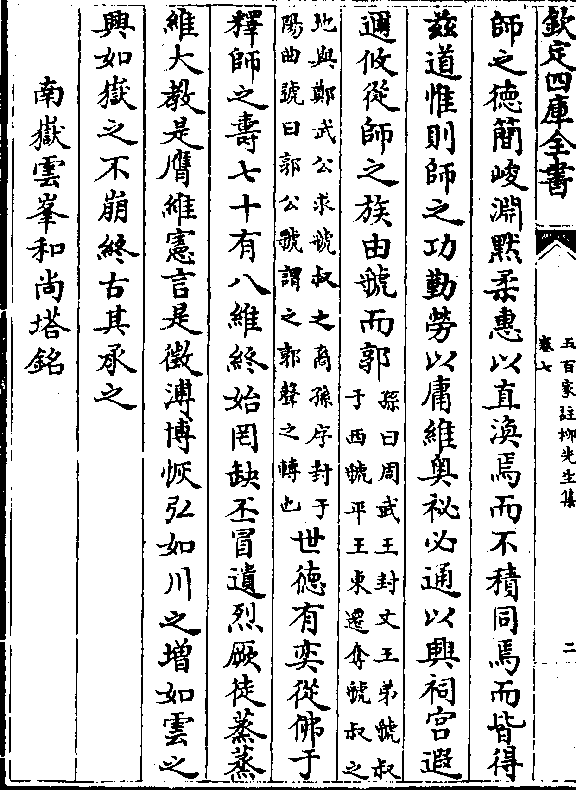 欽定四庫全書
五百家註柳先生集
卷七
二
師之徳簡峻淵黙柔惠以直渙焉而不積同焉而皆得
兹道惟則師之功勤勞以庸維奥祕必通以興祠宫遐
邇攸從師之族由虢而郭
孫曰周武王封文王弟虢叔
于西虢平王東遷奪虢叔之
地與鄭武公求虢叔之裔孫序封于
陽曲號曰郭公虢謂之郭聲之轉也
世徳有奕從佛于
釋師之壽七十有八維終始罔缺丕冒遺烈厥徒蒸蒸
維大教是膺維憲言是徵溥博恢弘如川之增如雲之
興如嶽之不崩終古其承之
南嶽雲峯和尚塔銘